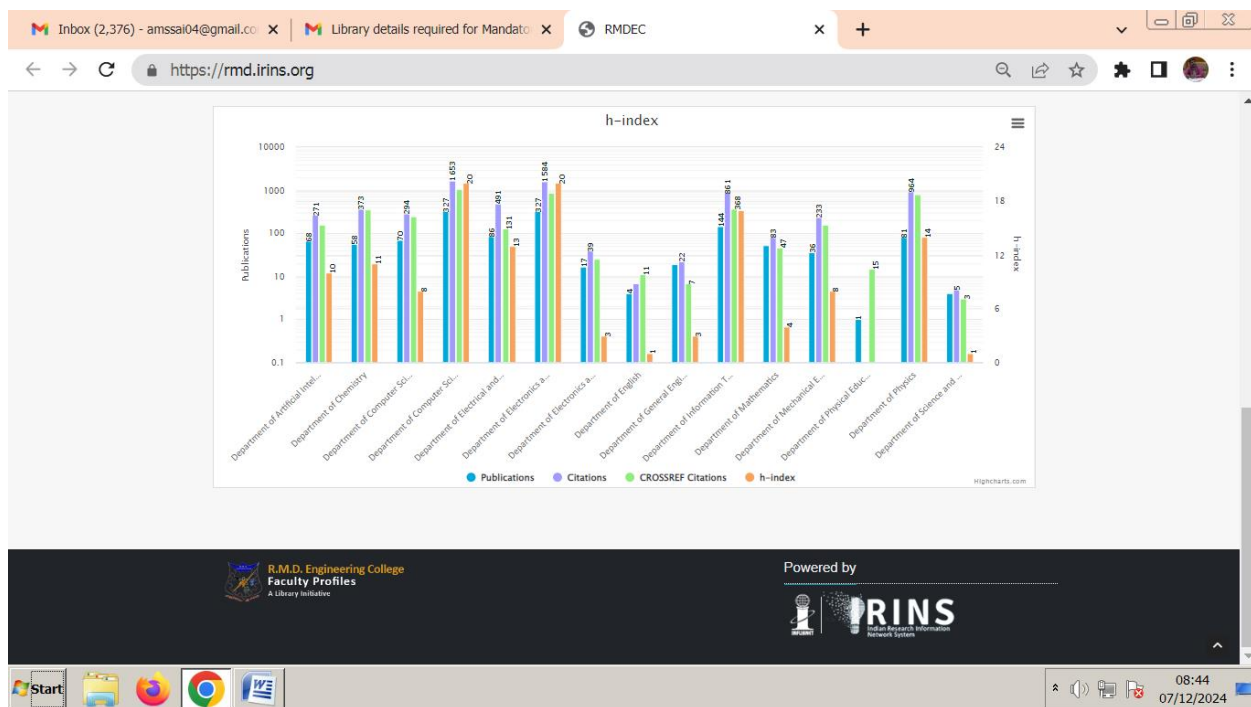 Inbox (2,376) - amssai04@gmail.co
Library details required for Mandato
RMDEC
https://rmd.irins.org
h-index
10000
1000
100
10
1
0.1
Publications
24
18
12
6
0
h-index
68 271 10
58 373 11
70 294 8
327 1 653 20
86 491 131 13
327 1 584 20
17 39 3
4 11 1
22 7 3
144 861 368
83 47 4
36 233 8
1 15
81 964 14
5 3 1
Department of Artificial Intel...
Department of Chemistry
Department of Computer Sci...
Department of Computer Sci...
Department of Electrical and...
Department of Electronics a...
Department of Electronics a...
Department of English
Department of General Engi...
Department of Information T...
Department of Mathematics
Department of Mechanical E...
Department of Physical Educ...
Department of Physics
Department of Science and ...
Publications Citations CROSSREF Citations h-index
Highcharts.com
R.M.D. Engineering College
Faculty Profiles
A Library Initiative
Powered by
INFLIBNET
IRINS
Indian Research Information
Network System
Start
08:44
07/12/2024